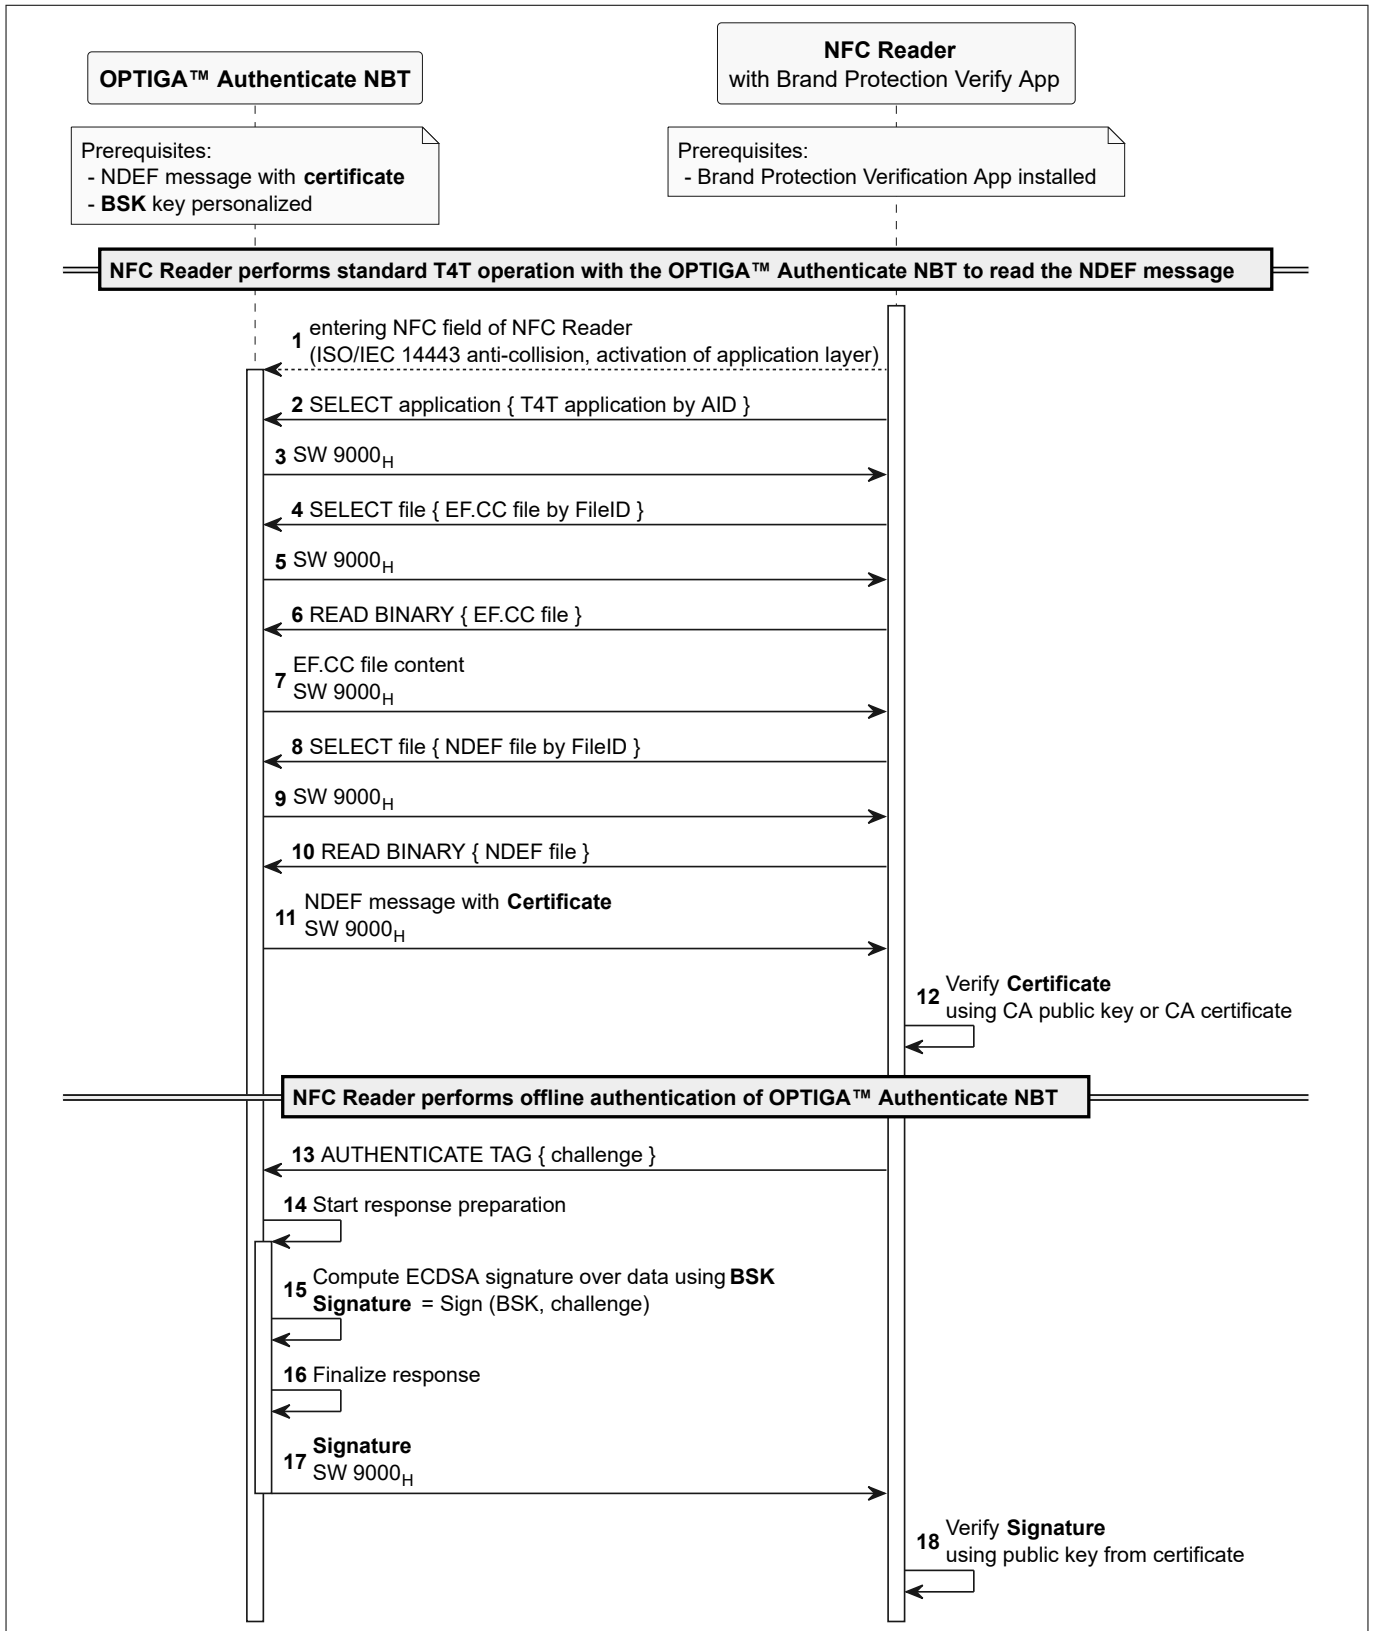 OPTIGA™ Authenticate NBT
NFC Reader
with Brand Protection Verify App
Prerequisites:
- NDEF message with certificate
- BSK key personalized
Prerequisites:
- Brand Protection Verification App installed
NFC Reader performs standard T4T operation with the OPTIGA™ Authenticate NBT to read the NDEF message
1 entering NFC field of NFC Reader
(ISO/IEC 14443 anti-collision, activation of application layer)
2 SELECT application { T4T application by AID }
3 SW 9000H
4 SELECT file { EF.CC file by FileID }
5 SW 9000H
6 READ BINARY { EF.CC file }
7 EF.CC file content
SW 9000H
8 SELECT file { NDEF file by FileID }
9 SW 9000H
10 READ BINARY { NDEF file }
11 NDEF message with Certificate
SW 9000H
12 Verify Certificate
using CA public key or CA certificate
NFC Reader performs offline authentication of OPTIGA™ Authenticate NBT
13 AUTHENTICATE TAG { challenge }
14 Start response preparation
15 Compute ECDSA signature over data using BSK
Signature = Sign (BSK, challenge)
16 Finalize response
17 Signature
SW 9000H
18 Verify Signature
using public key from certificate